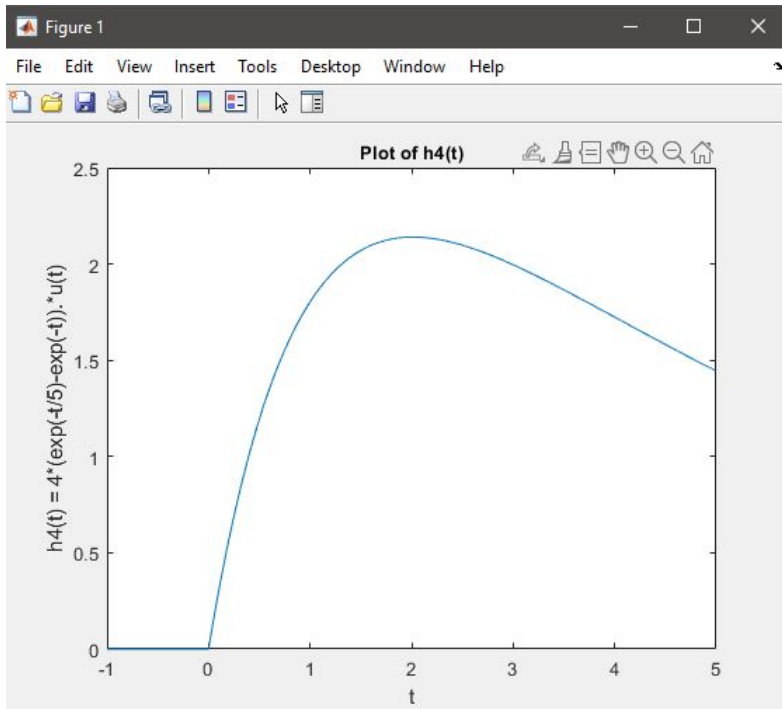 Figure 1
File Edit View Insert Tools Desktop Window Help
Plot of h4(t)
h4(t) = 4*(exp(-t/5)-exp(-t)).*u(t)
2.5
2
1.5
1
0.5
0
-1 0 1 2 3 4 5
t